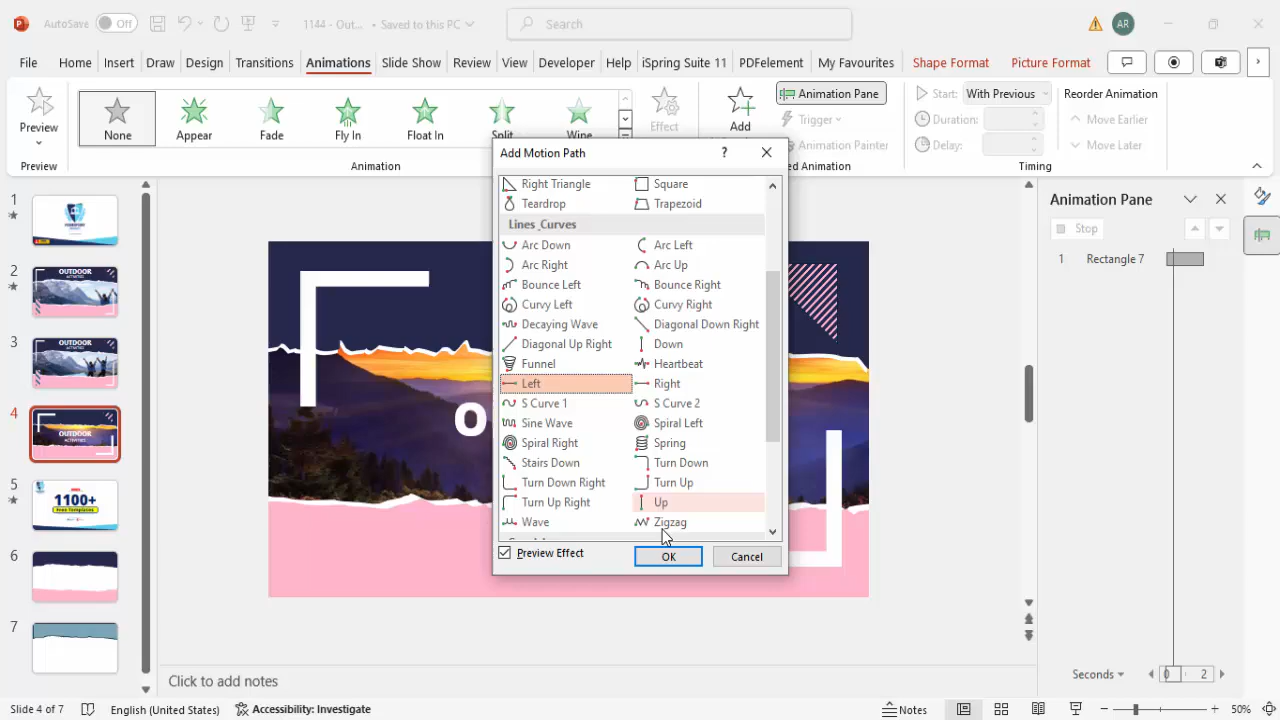 AutoSave Off 1144 - Out... • Saved to this PC Search AR
File Home Insert Draw Design Transitions Animations Slide Show Review View Developer Help iSpring Suite 11 PDFelement My Favourites Shape Format Picture Format
Preview None Appear Fade Fly In Float In Split Wipe Effect Add Animation Pane Start: With Previous Reorder Animation
Trigger Duration: Move Earlier
Animation Painter Delay: Move Later
Preview Animation ed Animation Timing
Add Motion Path ?
Right Triangle Square
Teardrop Trapezoid
Lines_Curves
Arc Down Arc Left
Arc Right Arc Up
Bounce Left Bounce Right
Curvy Left Curvy Right
Decaying Wave Diagonal Down Right
Diagonal Up Right Down
Funnel Heartbeat
Left Right
S Curve 1 S Curve 2
Sine Wave Spiral Left
Spiral Right Spring
Stairs Down Turn Down
Turn Down Right Turn Up
Turn Up Right Up
Wave Zigzag
Preview Effect OK Cancel
1
2
OUTDOOR
ACTIVITIES
3
OUTDOOR
ACTIVITIES
4
OUTDOOR
ACTIVITIES
5
1100+
6
7
O
Animation Pane
Stop
1 Rectangle 7
Seconds 0 2
Click to add notes
Slide 4 of 7 English (United States) Accessibility: Investigate Notes 50%